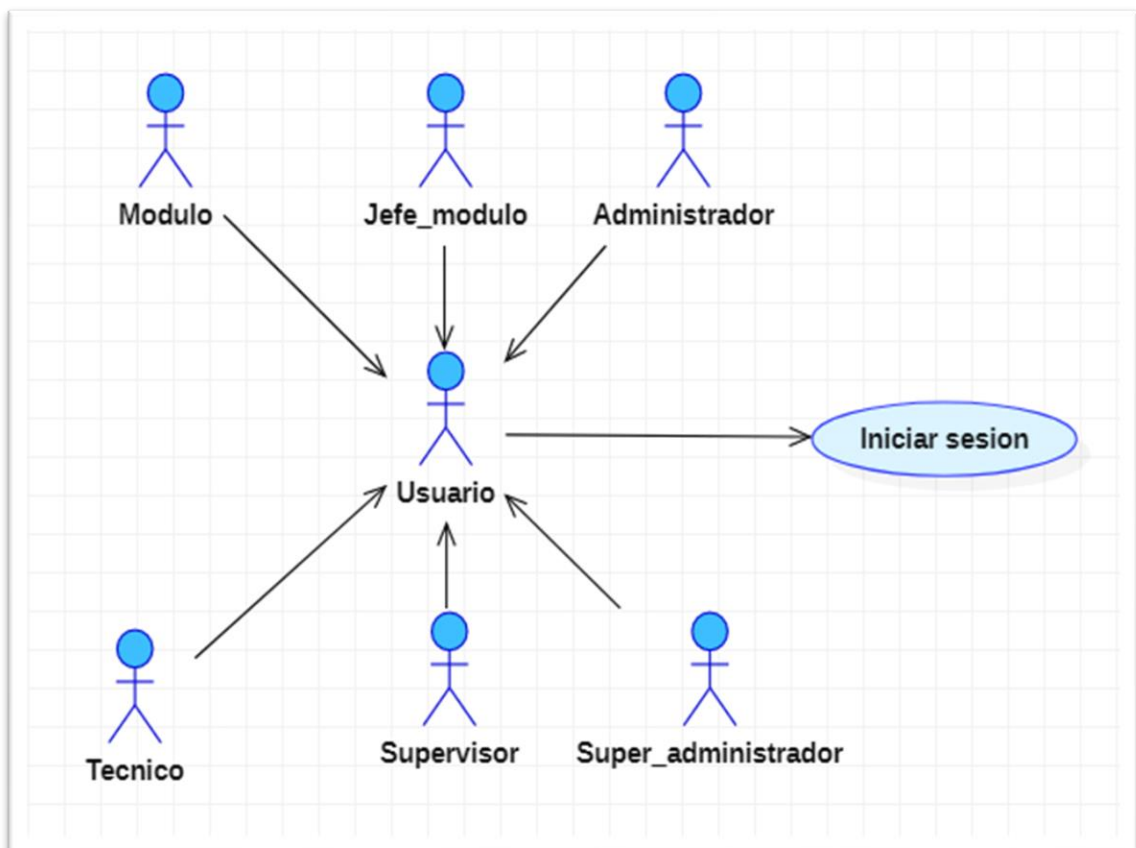 Modulo
Jefe_modulo
Administrador
Iniciar sesion
Usuario
Tecnico
Supervisor
Super_administrador